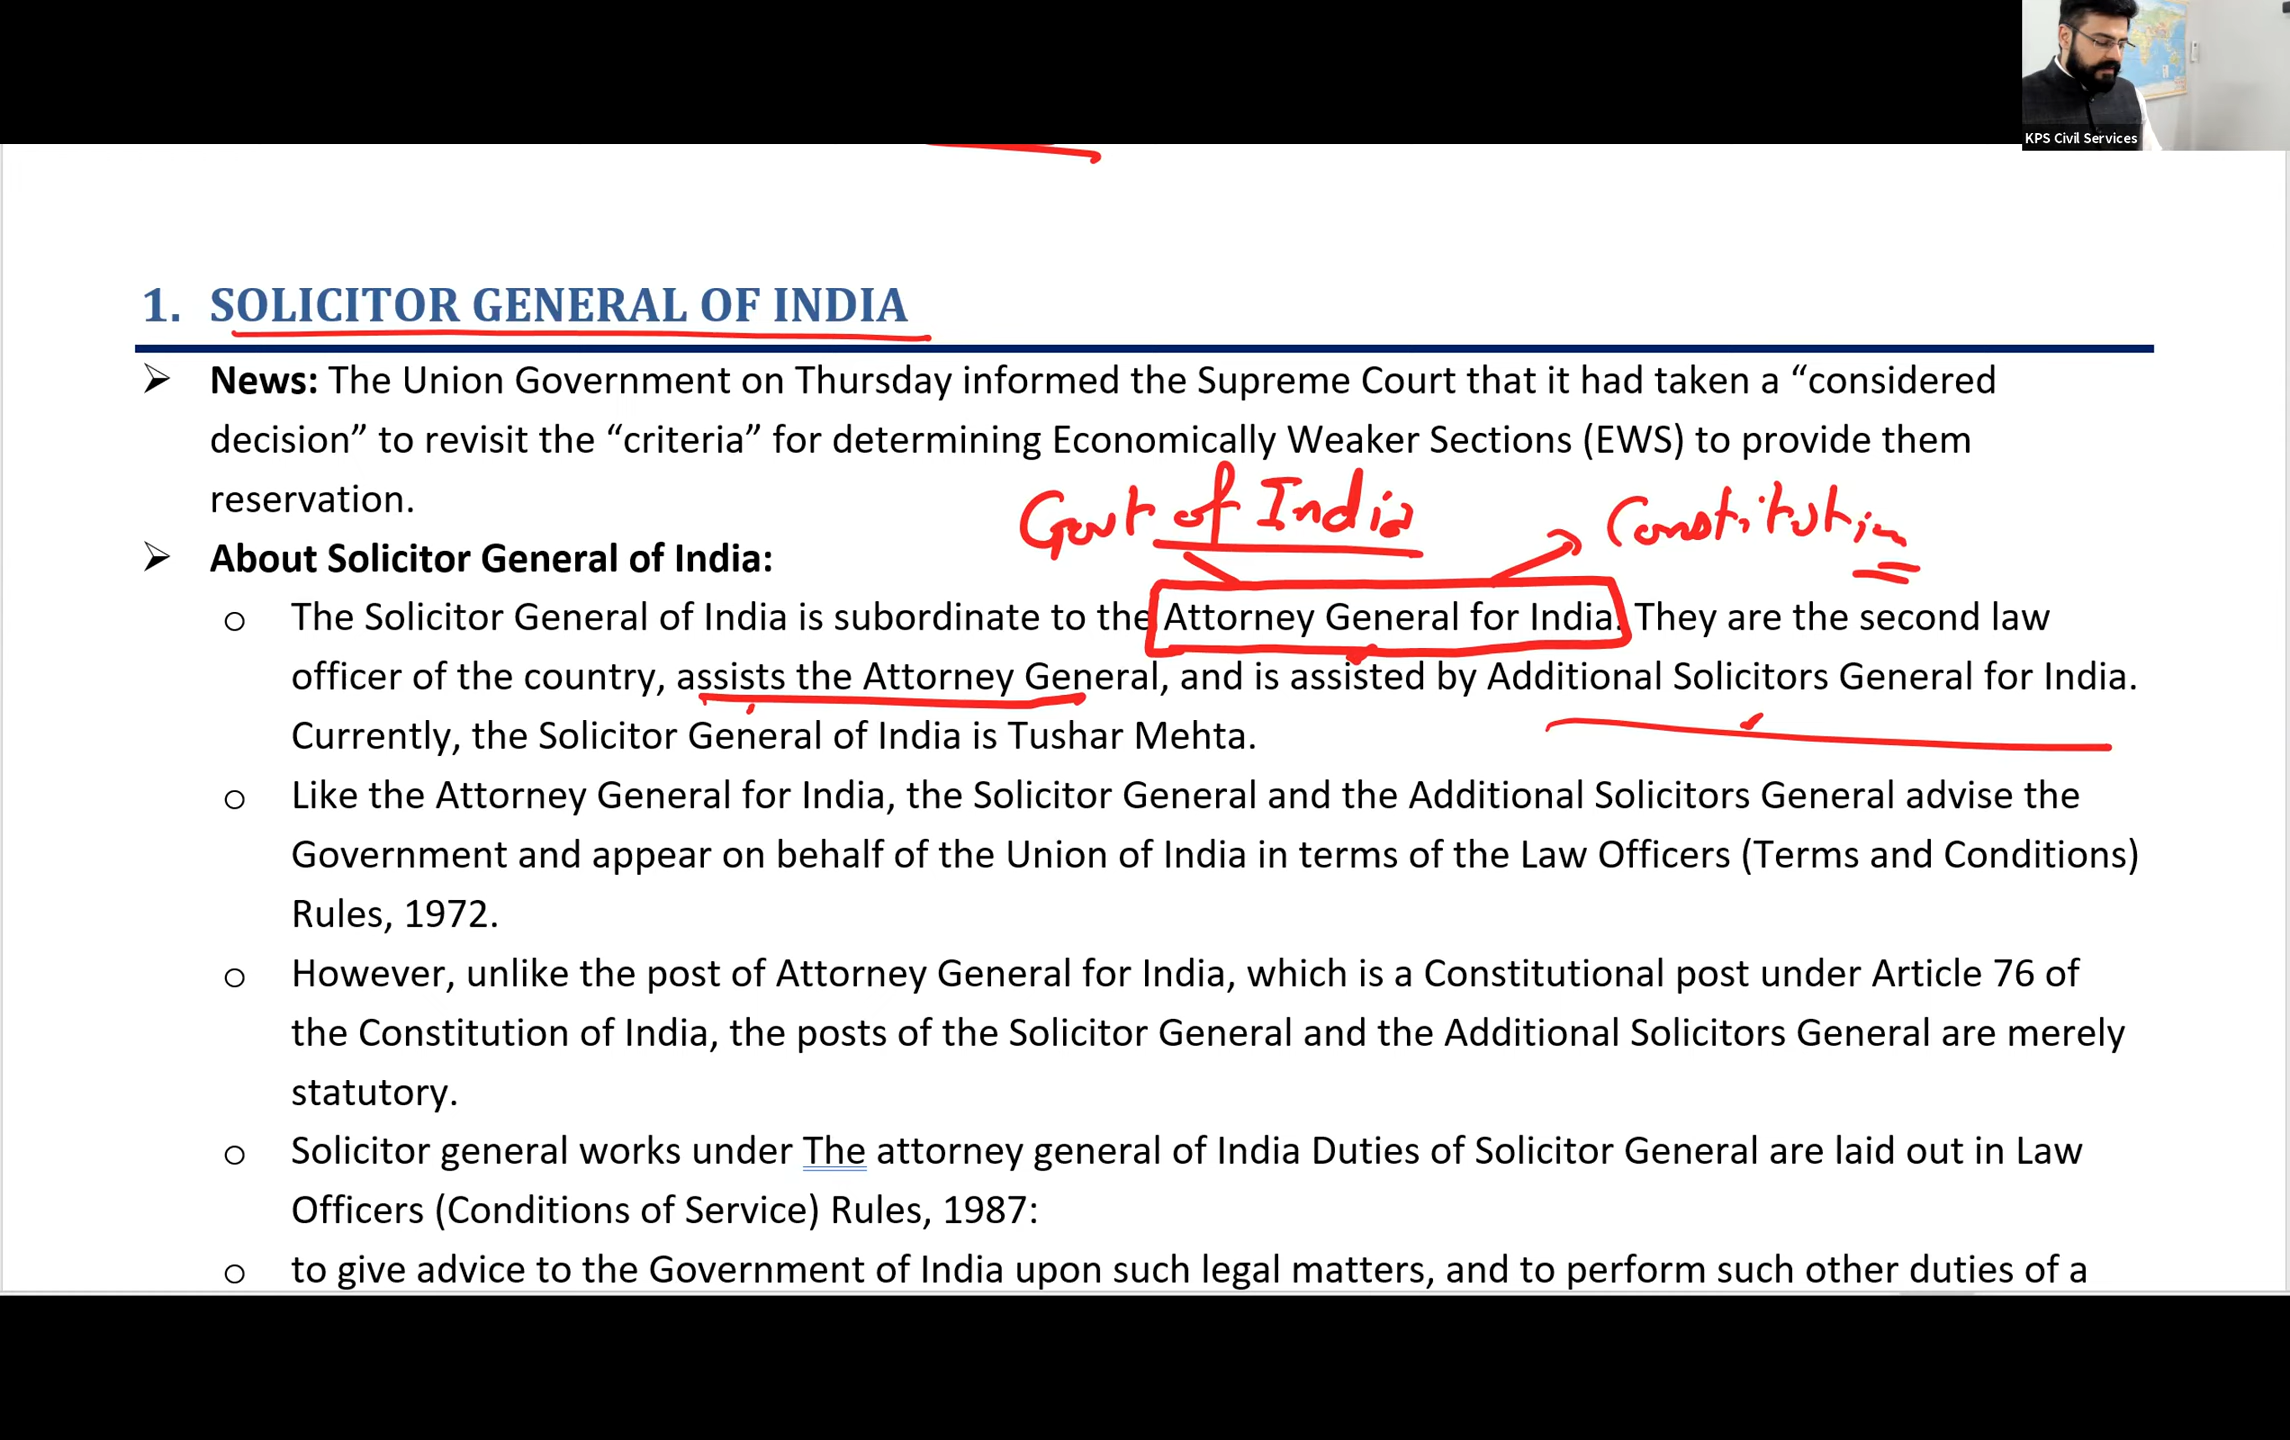 KPS Civil Services
1. SOLICITOR GENERAL OF INDIA
➢ News: The Union Government on Thursday informed the Supreme Court that it had taken a “considered
decision” to revisit the “criteria” for determining Economically Weaker Sections (EWS) to provide them
reservation.
Govt of India
Constitution
➢ About Solicitor General of India:
o The Solicitor General of India is subordinate to the Attorney General for India. They are the second law
officer of the country, assists the Attorney General, and is assisted by Additional Solicitors General for India.
Currently, the Solicitor General of India is Tushar Mehta.
o Like the Attorney General for India, the Solicitor General and the Additional Solicitors General advise the
Government and appear on behalf of the Union of India in terms of the Law Officers (Terms and Conditions)
Rules, 1972.
o However, unlike the post of Attorney General for India, which is a Constitutional post under Article 76 of
the Constitution of India, the posts of the Solicitor General and the Additional Solicitors General are merely
statutory.
o Solicitor general works under The attorney general of India Duties of Solicitor General are laid out in Law
Officers (Conditions of Service) Rules, 1987:
o to give advice to the Government of India upon such legal matters, and to perform such other duties of a